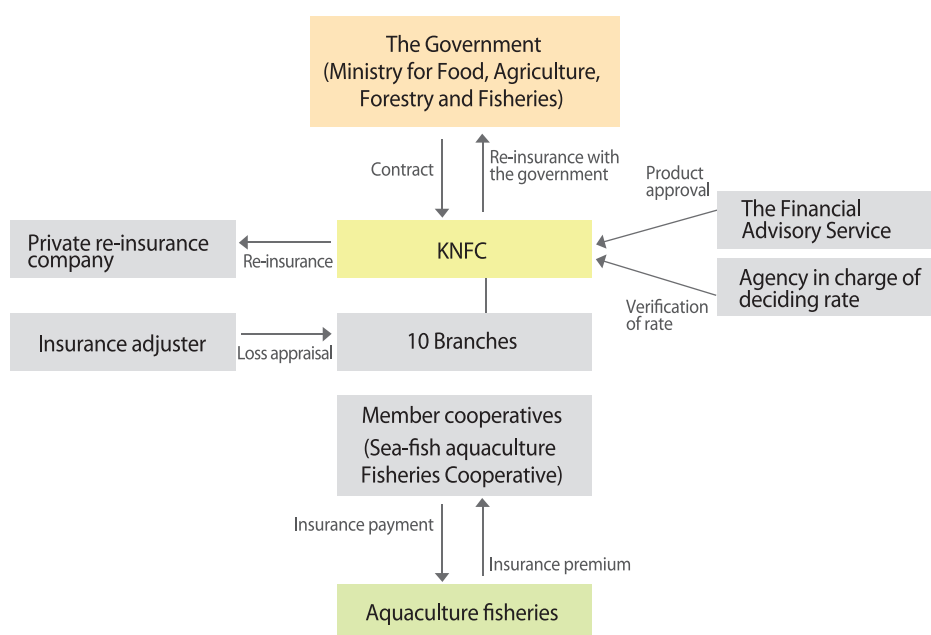 The Government
(Ministry for Food, Agriculture,
Forestry and Fisheries)
Contract
Re-insurance with
the government
Product
approval
The Financial
Advisory Service
Private re-insurance
company
Re-insurance
KNFC
Agency in charge of
deciding rate
Verification
of rate
Insurance adjuster
Loss appraisal
10 Branches
Member cooperatives
(Sea-fish aquaculture
Fisheries Cooperative)
Insurance payment
Insurance premium
Aquaculture fisheries